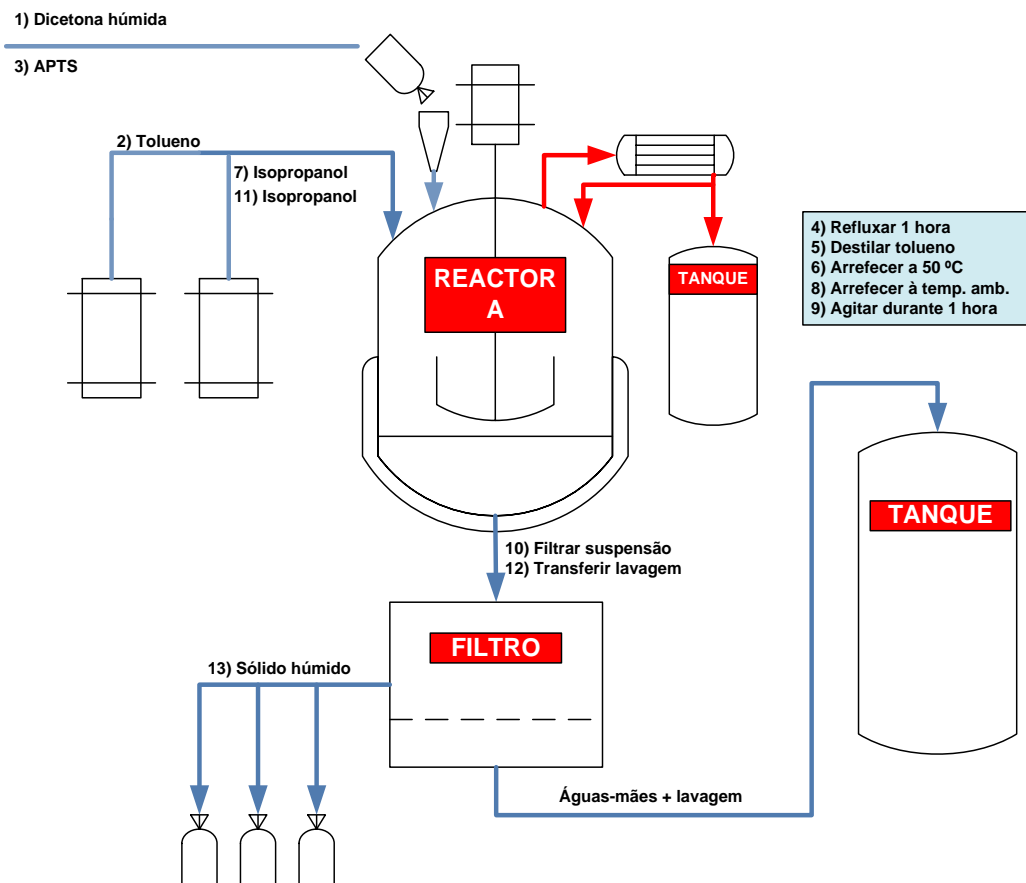 1) Dicetona húmida
3) APTS
2) Tolueno
7) Isopropanol
11) Isopropanol
REACTOR
A
TANQUE
4) Refluxar 1 hora
5) Destilar tolueno
6) Arrefecer a 50 ºC
8) Arrefecer à temp. amb.
9) Agitar durante 1 hora
TANQUE
10) Filtrar suspensão
12) Transferir lavagem
FILTRO
13) Sólido húmido
Águas-mães + lavagem